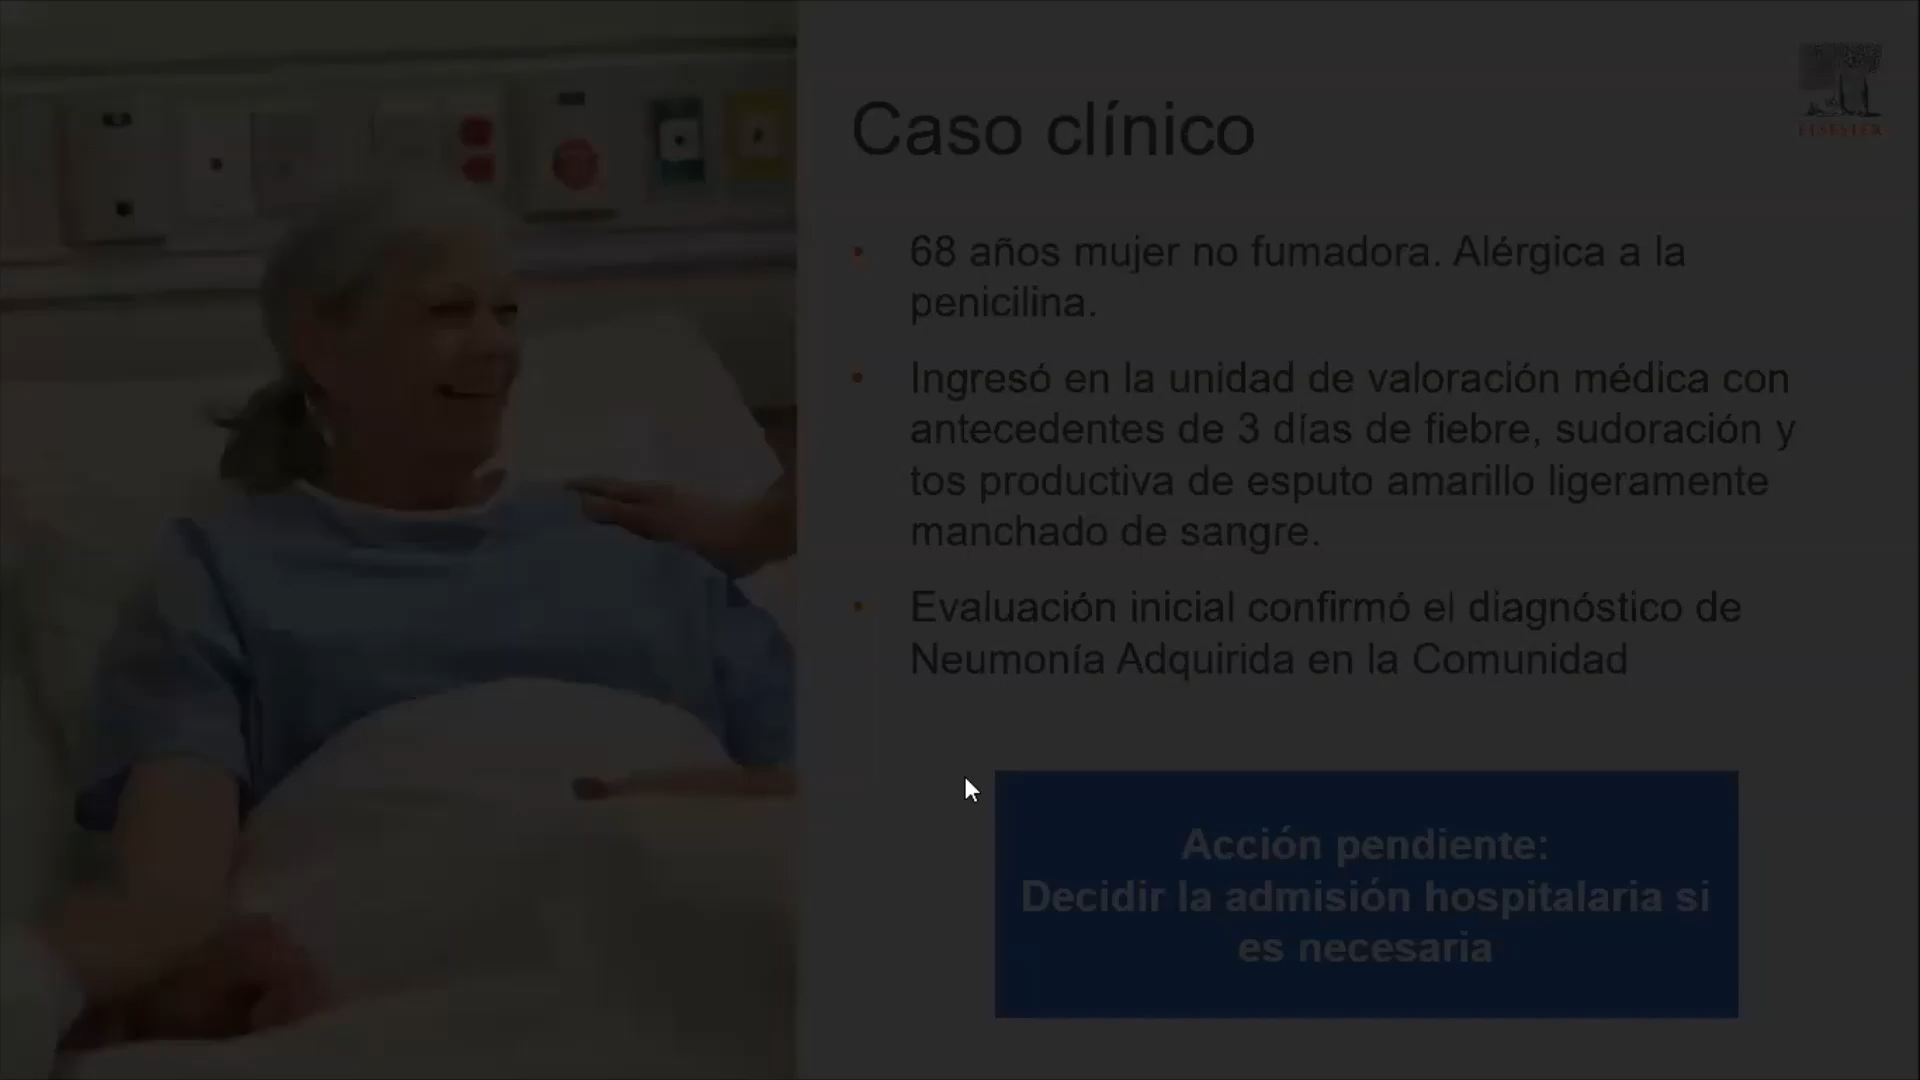 Caso clínico
ELSEVIER
• 68 años mujer no fumadora. Alérgica a la
penicilina.
• Ingresó en la unidad de valoración médica con
antecedentes de 3 días de fiebre, sudoración y
tos productiva de esputo amarillo ligeramente
manchado de sangre.
• Evaluación inicial confirmó el diagnóstico de
Neumonía Adquirida en la Comunidad
Acción pendiente:
Decidir la admisión hospitalaria si
es necesaria